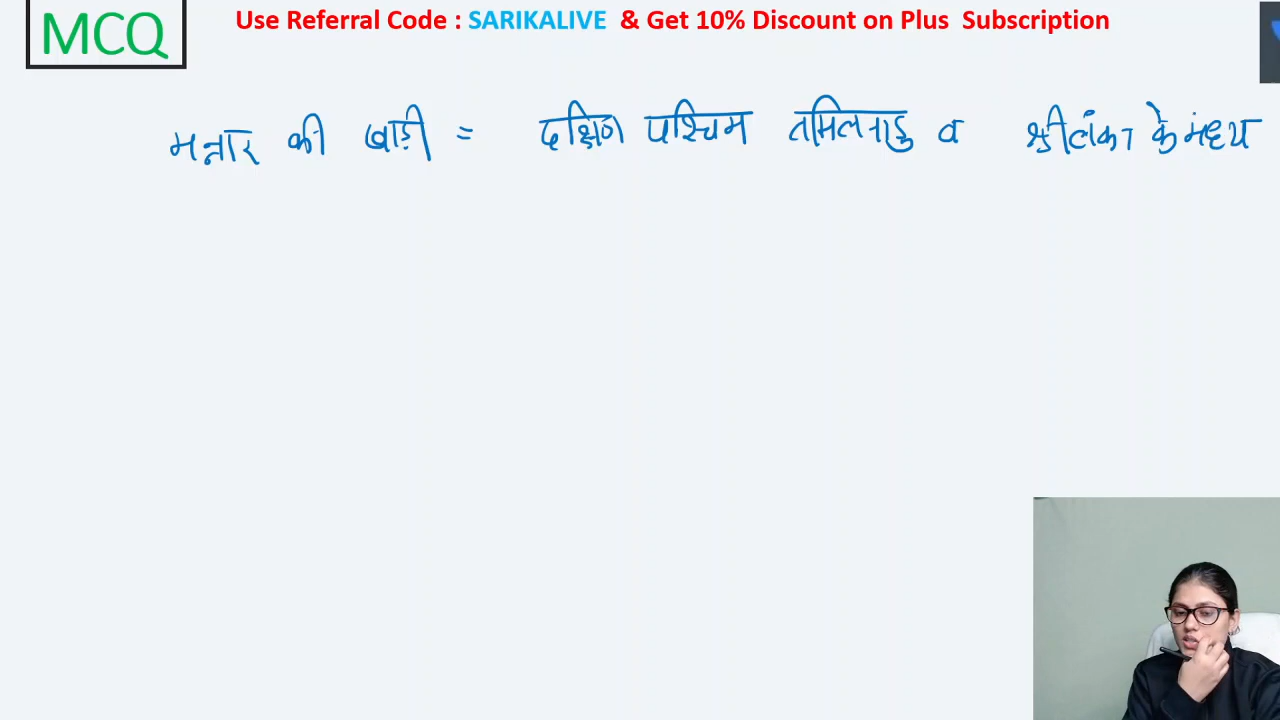 MCQ
Use Referral Code : SARIKALIVE & Get 10% Discount on Plus Subscription
मन्नार की खाड़ी = दक्षिण पश्चिम तमिलनाडु व श्रीलंका के मध्य